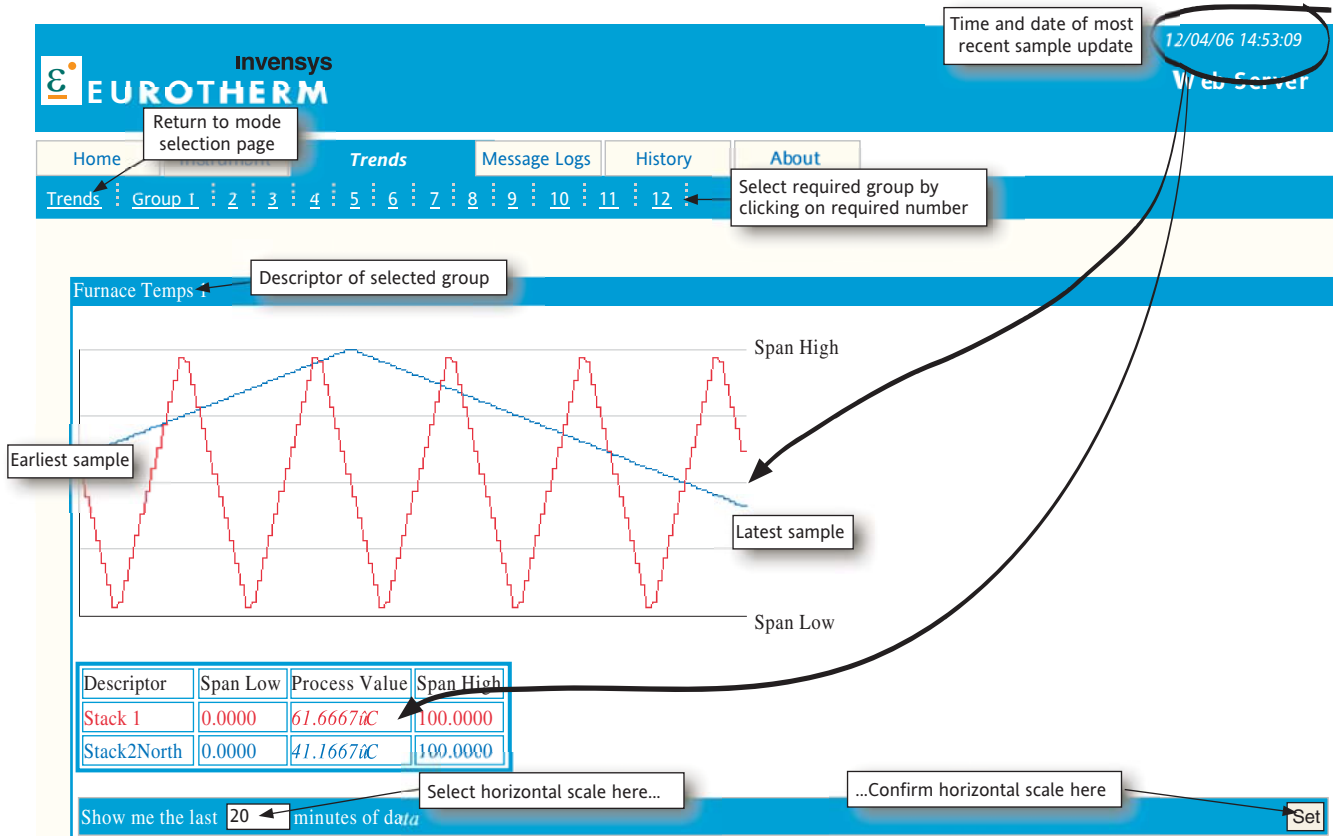 Time and date of most
recent sample update
12/04/06 14:53:09
Web Server
invensys
ε EUROTHERM
Return to mode
selection page
Home
Instrument
Trends
Message Logs
History
About
Trends Group 1 2 3 4 5 6 7 8 9 10 11 12
Select required group by
clicking on required number
Furnace Temps 1
Descriptor of selected group
Span High
Earliest sample
Latest sample
Span Low
Descriptor Span Low Process Value Span High
Stack 1 0.0000 61.6667ûC 100.0000
Stack2North 0.0000 41.1667ûC 100.0000
Select horizontal scale here...
...Confirm horizontal scale here
Show me the last 20 minutes of data
Set